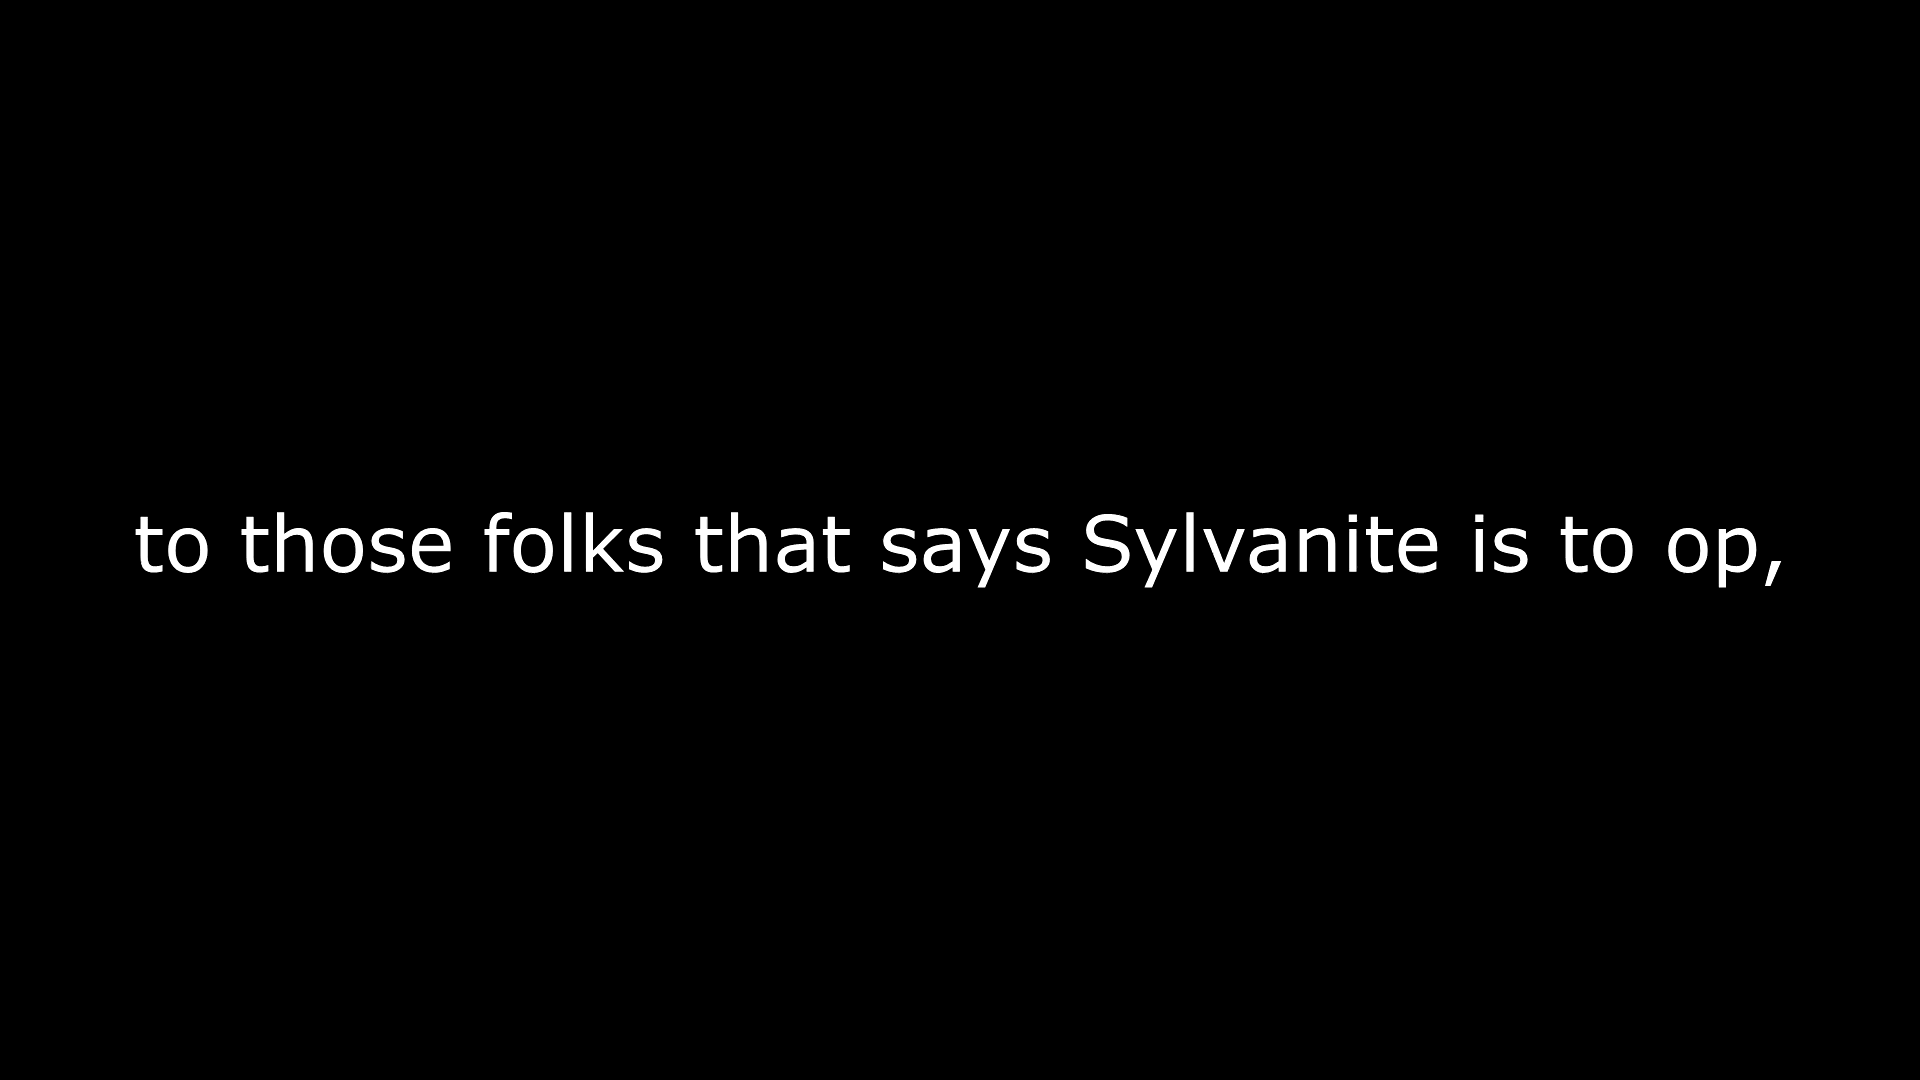 to those folks that says Sylvanite is to op,